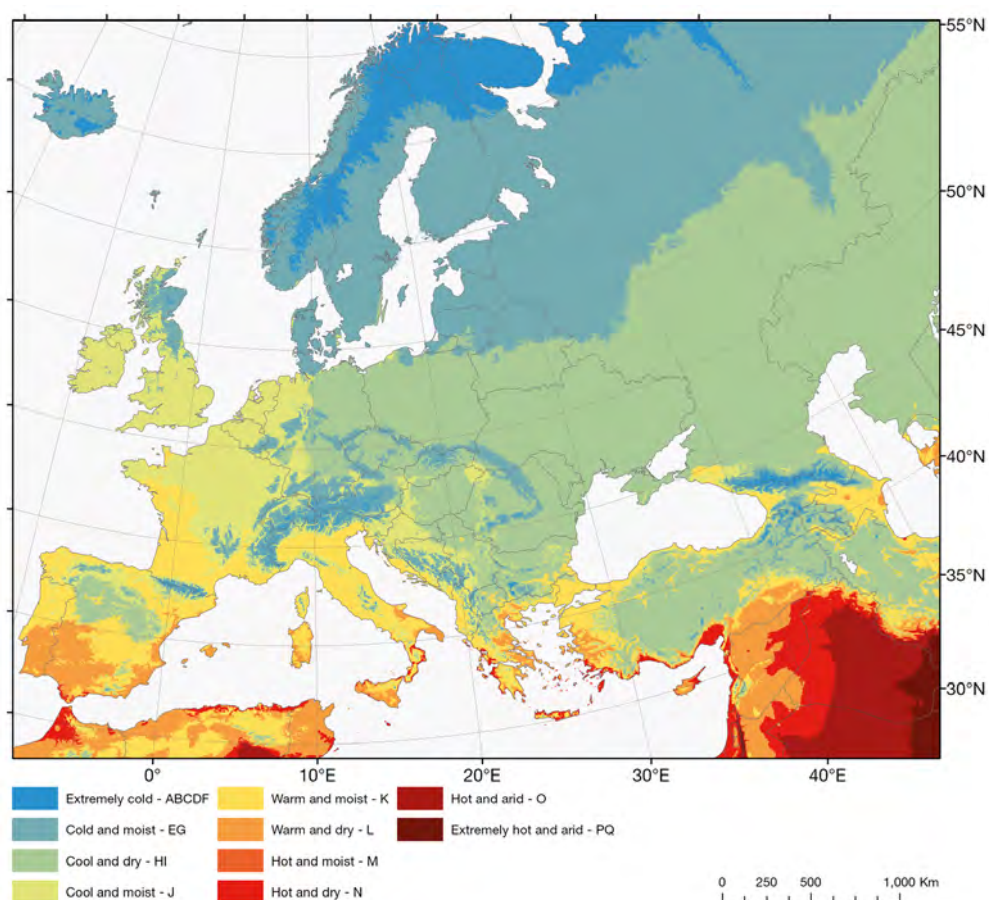 55°N
50°N
45°N
40°N
35°N
30°N
0° 10°E 20°E 30°E 40°E
Extremely cold - ABCDF
Cold and moist - EG
Cool and dry - HI
Cool and moist - J
Warm and moist - K
Warm and dry - L
Hot and moist - M
Hot and dry - N
Hot and arid - O
Extremely hot and arid - PQ
0 250 500 1,000 Km